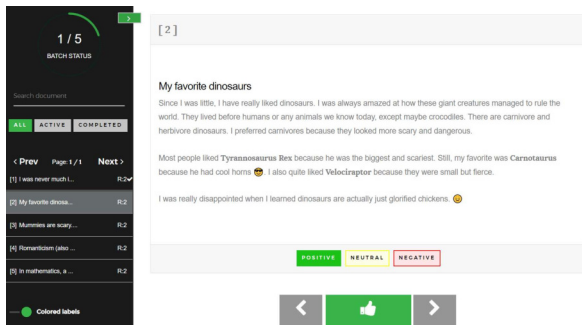 1 / 5
BATCH STATUS
Search document
ALL ACTIVE COMPLETED
< Prev Page: 1 / 1 Next >
[1] I was never much I... R:2✔
[2] My favorite dinosa... R:2
[3] Mummies are scary.... R:2
[4] Romanticism (also ... R:2
[5] In mathematics, a ... R:2
Colored labels
[ 2 ]
My favorite dinosaurs
Since I was little, I have really liked dinosaurs. I was always amazed at how these giant creatures managed to rule the
world. They lived before humans or any animals we know today, except maybe crocodiles. There are carnivore and
herbivore dinosaurs. I preferred carnivores because they looked more scary and dangerous.
Most people liked Tyrannosaurus Rex because he was the biggest and scariest. Still, my favorite was Carnotaurus
because he had cool horns 😎. I also quite liked Velociraptor because they were small but fierce.
I was really disappointed when I learned dinosaurs are actually just glorified chickens. 😉
POSITIVE NEUTRAL NEGATIVE